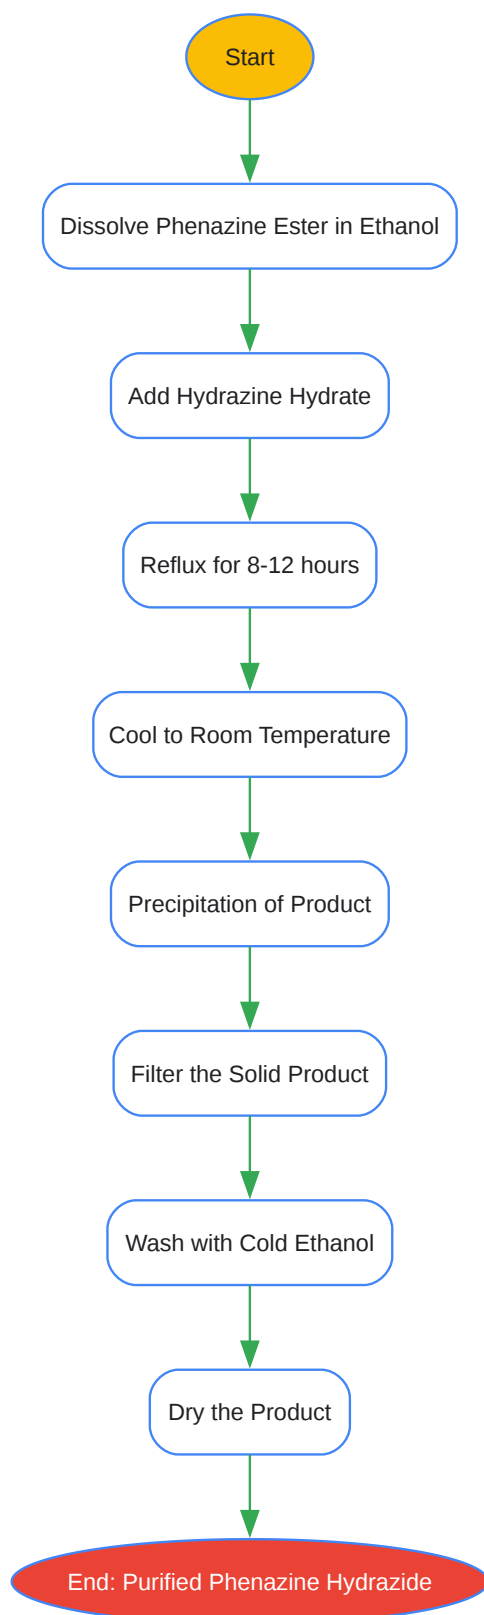 Start
Dissolve Phenazine Ester in Ethanol
Add Hydrazine Hydrate
Reflux for 8-12 hours
Cool to Room Temperature
Precipitation of Product
Filter the Solid Product
Wash with Cold Ethanol
Dry the Product
End: Purified Phenazine Hydrazide